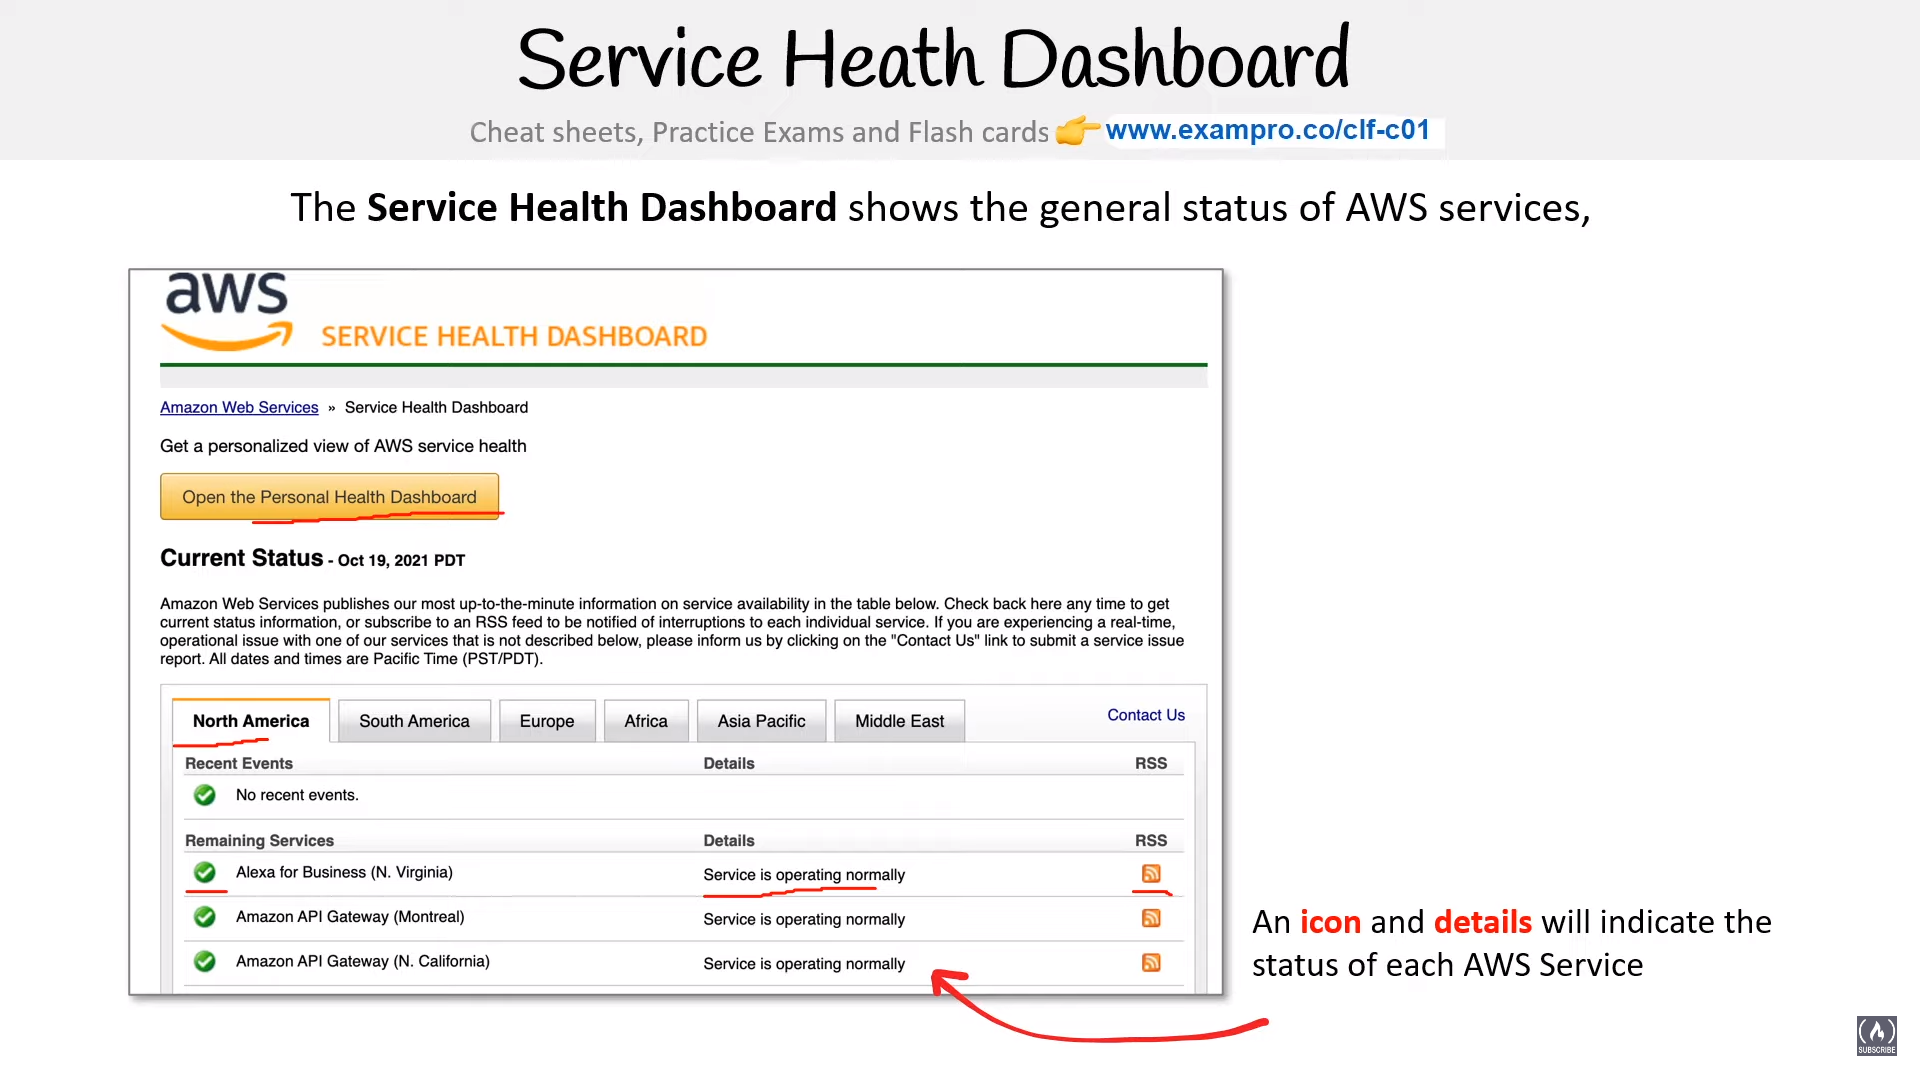 Service Heath Dashboard
Cheat sheets, Practice Exams and Flash cards 👉 www.exampro.co/clf-c01
The Service Health Dashboard shows the general status of AWS services,
aws
SERVICE HEALTH DASHBOARD
Amazon Web Services » Service Health Dashboard
Get a personalized view of AWS service health
Open the Personal Health Dashboard
Current Status - Oct 19, 2021 PDT
Amazon Web Services publishes our most up-to-the-minute information on service availability in the table below. Check back here any time to get
current status information, or subscribe to an RSS feed to be notified of interruptions to each individual service. If you are experiencing a real-time,
operational issue with one of our services that is not described below, please inform us by clicking on the "Contact Us" link to submit a service issue
report. All dates and times are Pacific Time (PST/PDT).
North America South America Europe Africa Asia Pacific Middle East Contact Us
Recent Events Details RSS
No recent events.
Remaining Services Details RSS
Alexa for Business (N. Virginia) Service is operating normally
Amazon API Gateway (Montreal) Service is operating normally
Amazon API Gateway (N. California) Service is operating normally
An icon and details will indicate the
status of each AWS Service
SUBSCRIBE